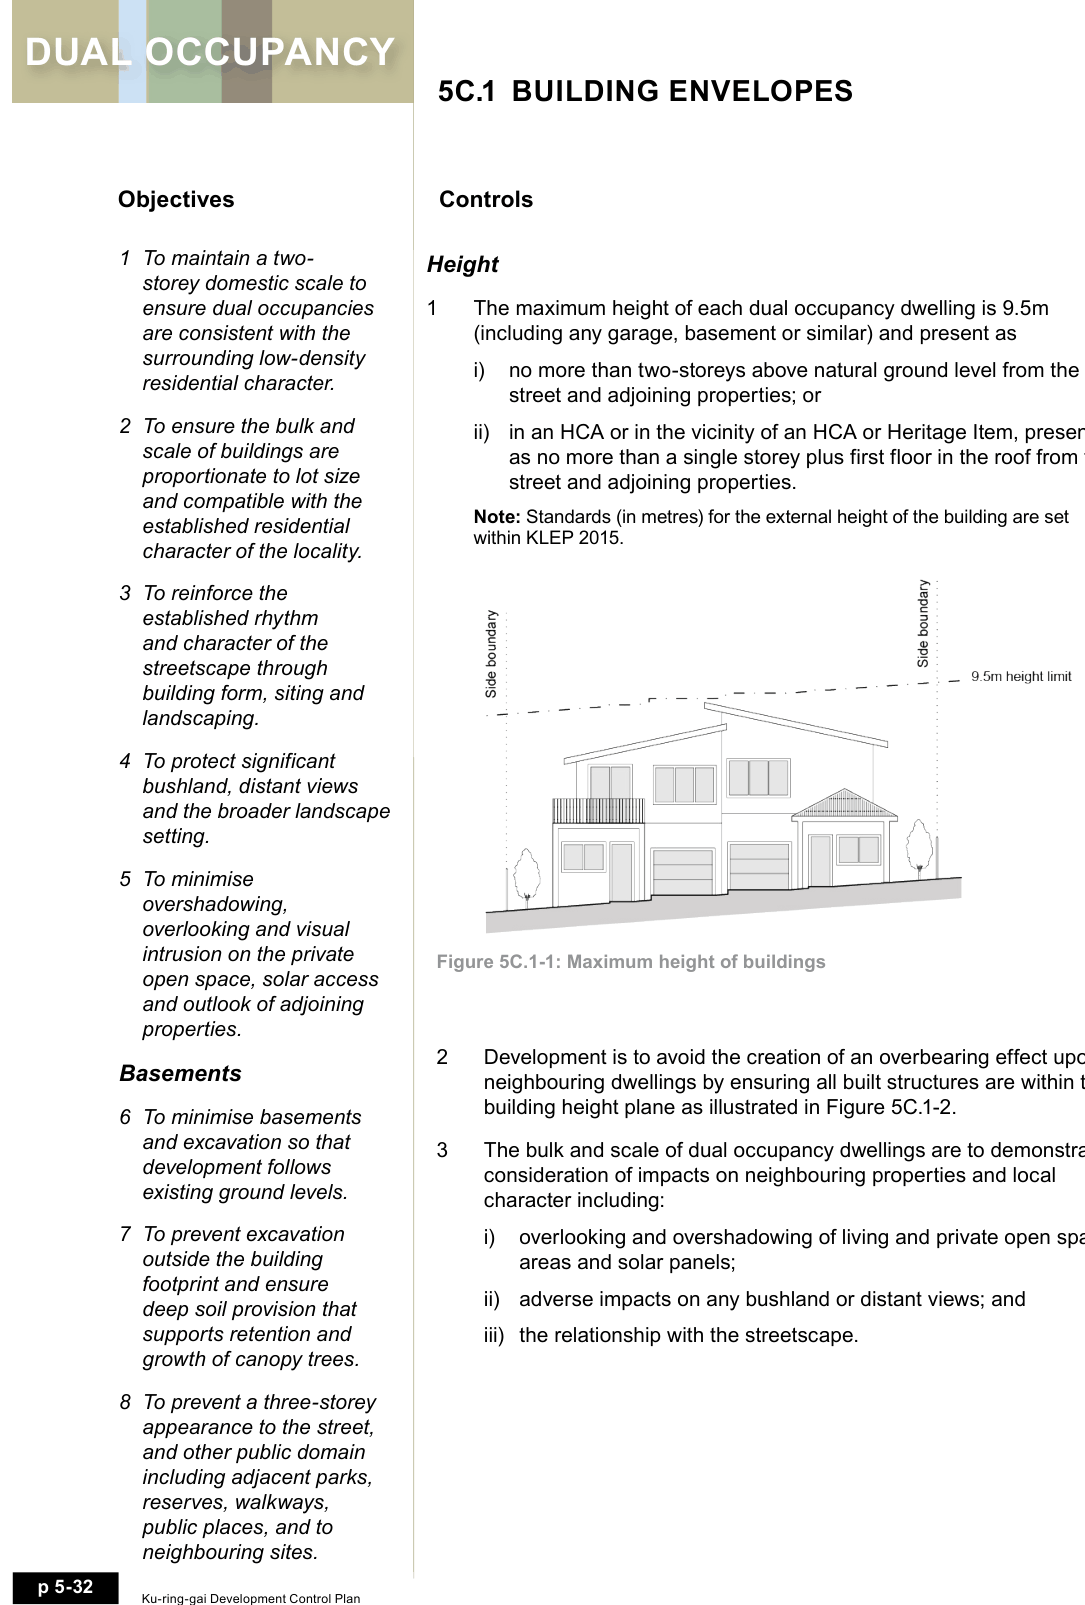 DUAL OCCUPANCY
5C.1 BUILDING ENVELOPES
Objectives
1 To maintain a two-
storey domestic scale to
ensure dual occupancies
are consistent with the
surrounding low-density
residential character.
2 To ensure the bulk and
scale of buildings are
proportionate to lot size
and compatible with the
established residential
character of the locality.
3 To reinforce the
established rhythm
and character of the
streetscape through
building form, siting and
landscaping.
4 To protect significant
bushland, distant views
and the broader landscape
setting.
5 To minimise
overshadowing,
overlooking and visual
intrusion on the private
open space, solar access
and outlook of adjoining
properties.
Basements
6 To minimise basements
and excavation so that
development follows
existing ground levels.
7 To prevent excavation
outside the building
footprint and ensure
deep soil provision that
supports retention and
growth of canopy trees.
8 To prevent a three-storey
appearance to the street,
and other public domain
including adjacent parks,
reserves, walkways,
public places, and to
neighbouring sites.
Controls
Height
1 The maximum height of each dual occupancy dwelling is 9.5m
(including any garage, basement or similar) and present as
i) no more than two-storeys above natural ground level from the
street and adjoining properties; or
ii) in an HCA or in the vicinity of an HCA or Heritage Item,
as no more than a single storey plus first floor in the roof from
street and adjoining properties.
Note: Standards (in metres) for the external height of the building are set
within KLEP 2015.
Side boundary
Side boundary
9.5m height limit
Figure 5C.1-1: Maximum height of buildings
2 Development is to avoid the creation of an overbearing effect
neighbouring dwellings by ensuring all built structures are within
building height plane as illustrated in Figure 5C.1-2.
3 The bulk and scale of dual occupancy dwellings are to
consideration of impacts on neighbouring properties and local
character including:
i) overlooking and overshadowing of living and private open
areas and solar panels;
ii) adverse impacts on any bushland or distant views; and
iii) the relationship with the streetscape.
p 5-32
Ku-ring-gai Development Control Plan